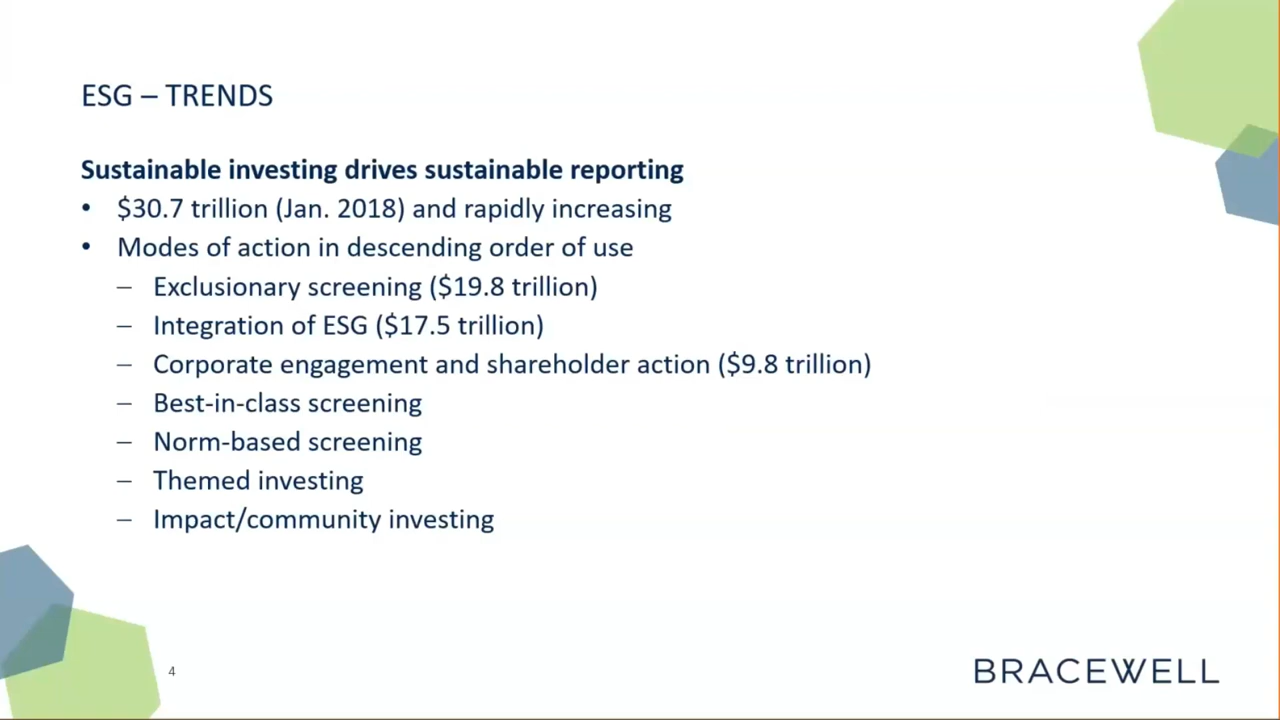 ESG – TRENDS
Sustainable investing drives sustainable reporting
• $30.7 trillion (Jan. 2018) and rapidly increasing
• Modes of action in descending order of use
– Exclusionary screening ($19.8 trillion)
– Integration of ESG ($17.5 trillion)
– Corporate engagement and shareholder action ($9.8 trillion)
– Best-in-class screening
– Norm-based screening
– Themed investing
– Impact/community investing
4
BRACEWELL